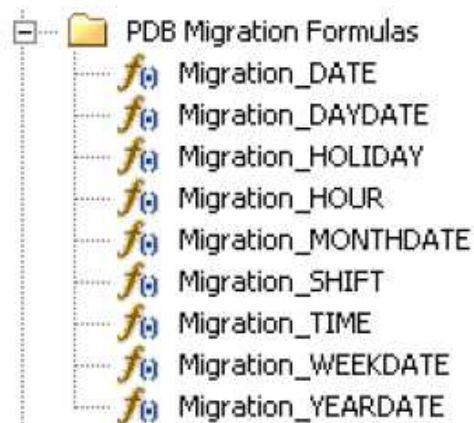 PDB Migration Formulas
Migration_DATE
Migration_DAYDATE
Migration_HOLIDAY
Migration_HOUR
Migration_MONTHDATE
Migration_SHIFT
Migration_TIME
Migration_WEEKDATE
Migration_YEARDATE